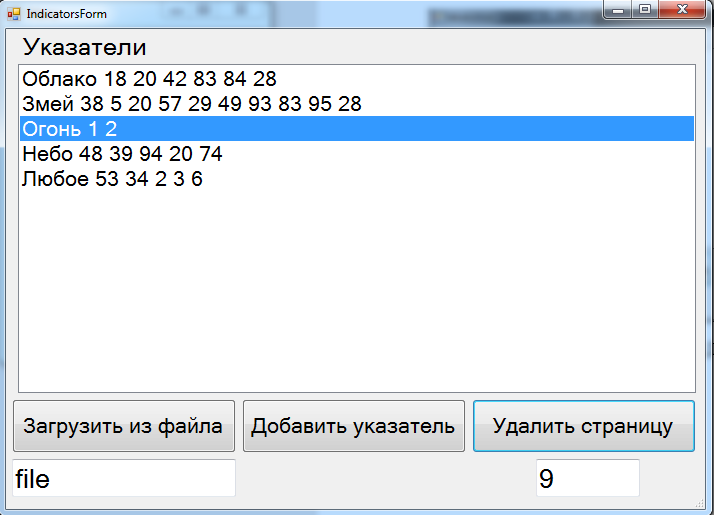 IndicatorsForm
Указатели
Облако 18 20 42 83 84 28
Змей 38 5 20 57 29 49 93 83 95 28
Огонь 1 2
Небо 48 39 94 20 74
Любое 53 34 2 3 6
Загрузить из файла Добавить указатель Удалить страницу
file 9